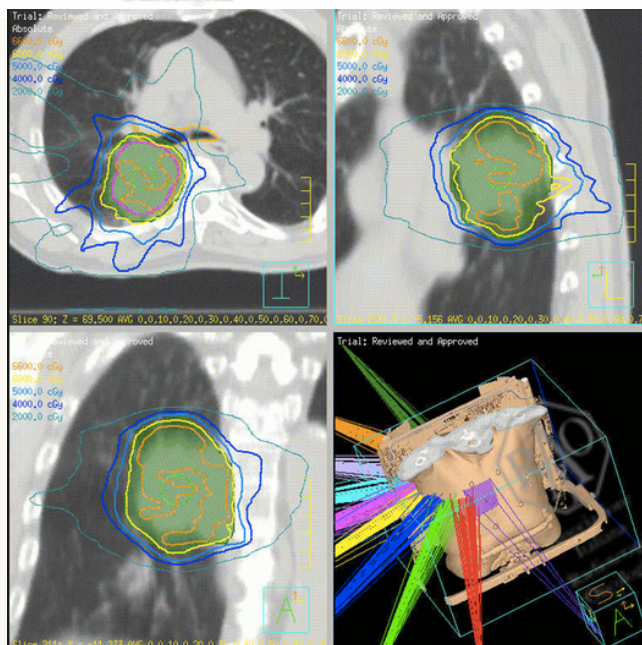 Trial: Reviewed and Approved
Absolute
6600.0 cGy
6000.0 cGy
5000.0 cGy
4000.0 cGy
2000.0 cGy
Slice 90: Z = 69.500 AVG 0,0,10,0,20,0,30,0,40,0,50,0,60,0,70,0
Trial: Reviewed and Approved
Absolute
6600.0 cGy
6000.0 cGy
5000.0 cGy
4000.0 cGy
2000.0 cGy
Trial: Reviewed and Approved
6600.0 cGy
6000.0 cGy
5000.0 cGy
4000.0 cGy
2000.0 cGy
A
Trial: Reviewed and Approved
S
A